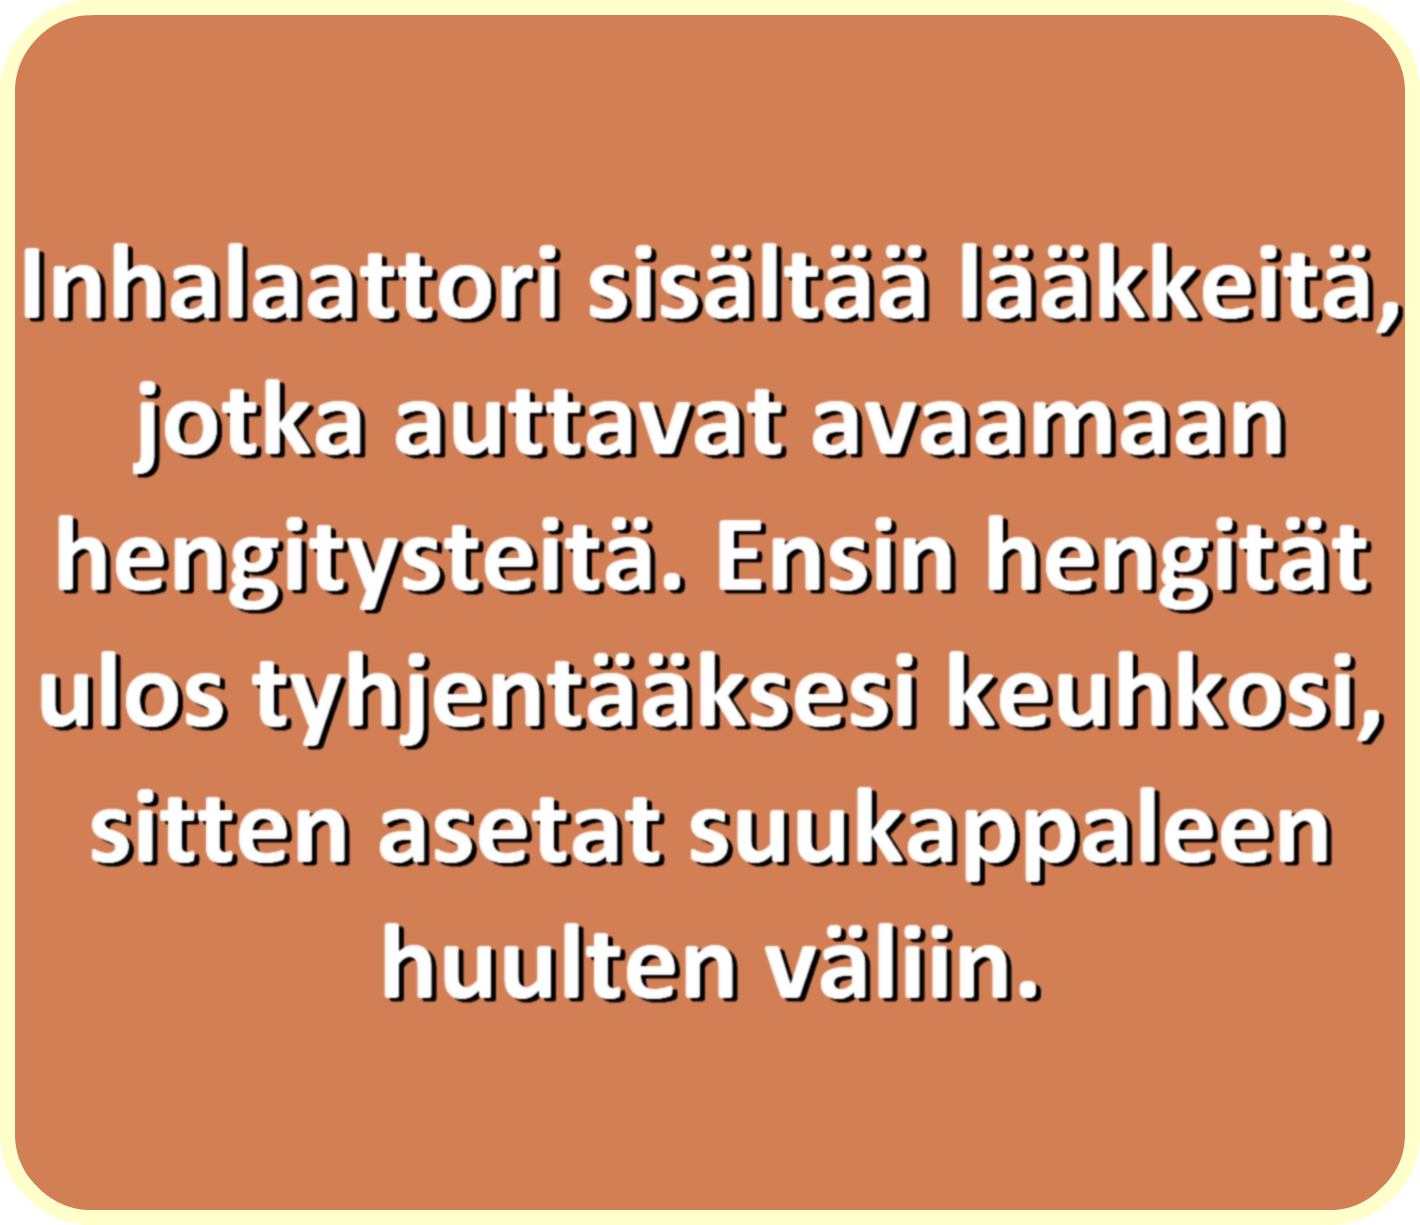 Inhalaattori sisältää lääkkeitä,
jotka auttavat avaamaan
hengitysteitä. Ensin hengität
ulos tyhjentääksesi keuhkosi,
sitten asetat suukappaleen
huulten väliin.